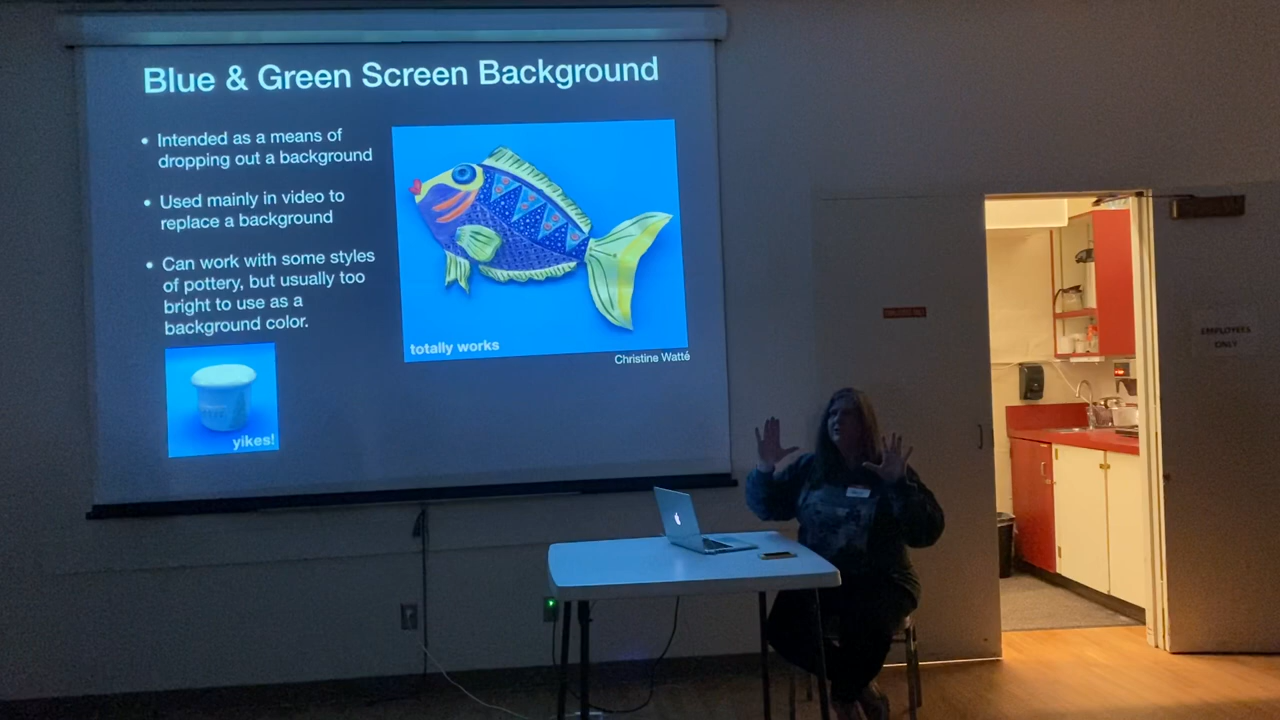 Blue & Green Screen Background
• Intended as a means of
dropping out a background
• Used mainly in video to
replace a background
• Can work with some styles
of pottery, but usually too
bright to use as a
background color.
totally works
Christine Watté
yikes!
EMPLOYEES
ONLY